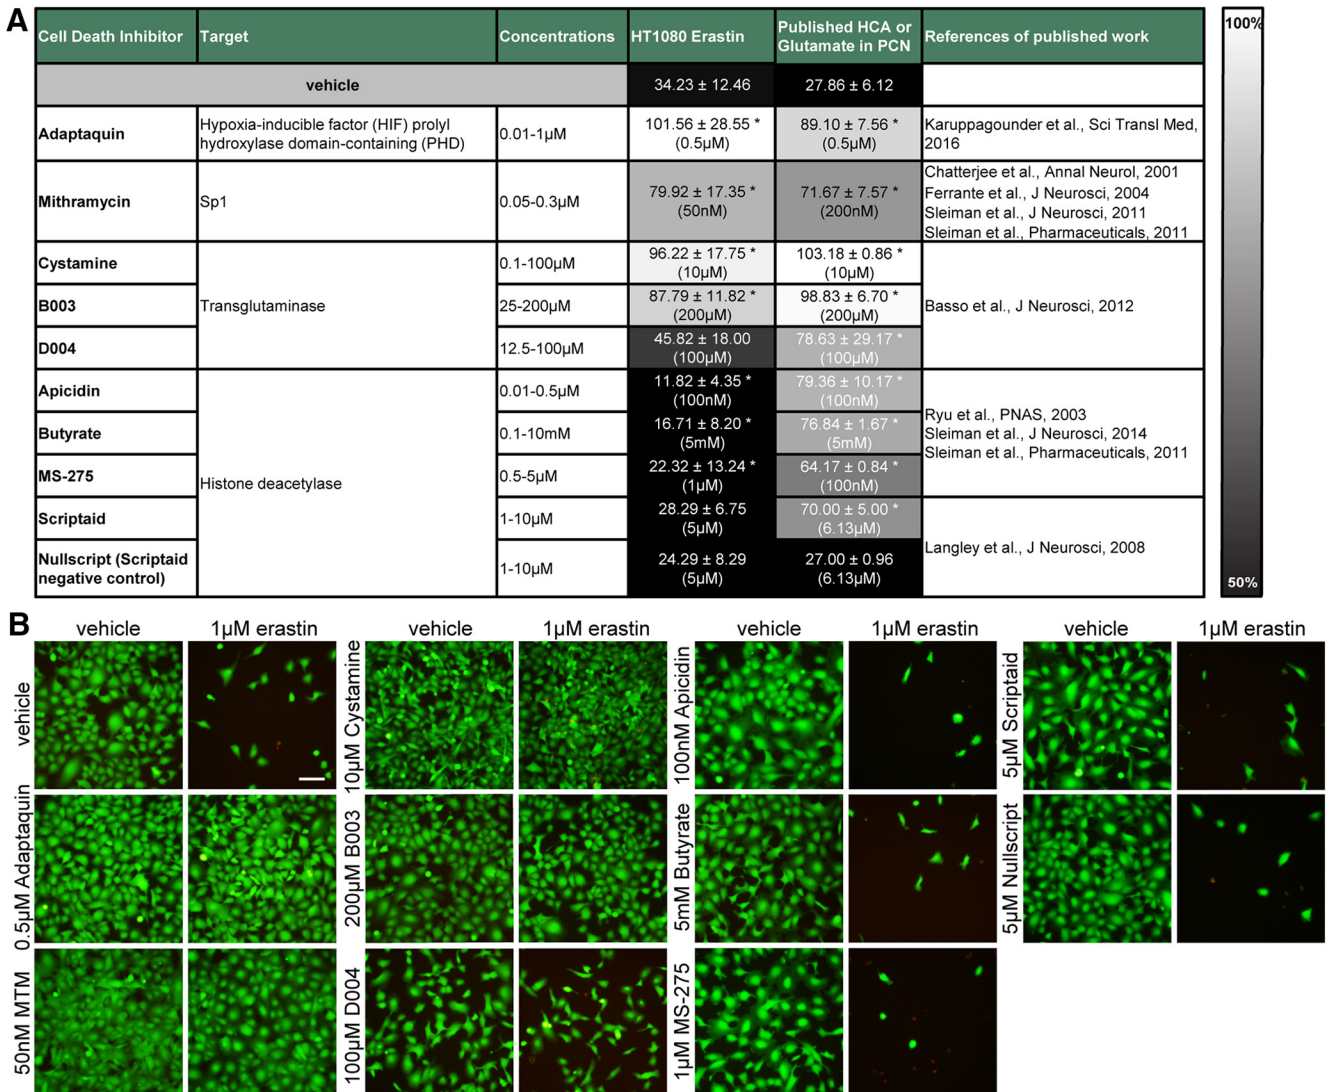 A
Cell Death Inhibitor
Target
Concentrations
HT1080 Erastin
Published HCA or
Glutamate in PCN
References of published work
100%
vehicle
34.23 ± 12.46
27.86 ± 6.12
Adaptaquin
Hypoxia-inducible factor (HIF) prolyl
hydroxylase domain-containing (PHD)
0.01-1µM
101.56 ± 28.55 *
(0.5µM)
89.10 ± 7.56 *
(0.5µM)
Karuppagounder et al., Sci Transl Med,
2016
Mithramycin
Sp1
0.05-0.3µM
79.92 ± 17.35 *
(50nM)
71.67 ± 7.57 *
(200nM)
Chatterjee et al., Annal Neurol, 2001
Ferrante et al., J Neurosci, 2004
Sleiman et al., J Neurosci, 2011
Sleiman et al., Pharmaceuticals, 2011
Cystamine
Transglutaminase
0.1-100µM
96.22 ± 17.75 *
(10µM)
103.18 ± 0.86 *
(10µM)
Basso et al., J Neurosci, 2012
B003
25-200µM
87.79 ± 11.82 *
(200µM)
98.83 ± 6.70 *
(200µM)
D004
12.5-100µM
45.82 ± 18.00
(100µM)
78.63 ± 29.17 *
(100µM)
Apicidin
Histone deacetylase
0.01-0.5µM
11.82 ± 4.35 *
(100nM)
79.36 ± 10.17 *
(100nM)
Ryu et al., PNAS, 2003
Sleiman et al., J Neurosci, 2014
Sleiman et al., Pharmaceuticals, 2011
Butyrate
0.1-10mM
16.71 ± 8.20 *
(5mM)
76.84 ± 1.67 *
(5mM)
MS-275
0.5-5µM
22.32 ± 13.24 *
(1µM)
64.17 ± 0.84 *
(100nM)
Scriptaid
1-10µM
28.29 ± 6.75
(5µM)
70.00 ± 5.00 *
(6.13µM)
Langley et al., J Neurosci, 2008
Nullscript (Scriptaid
negative control)
1-10µM
24.29 ± 8.29
(5µM)
27.00 ± 0.96
(6.13µM)
50%
B
vehicle
1µM erastin
vehicle
1µM erastin
vehicle
1µM erastin
vehicle
1µM erastin
vehicle
10µM Cystamine
100nM Apicidin
5µM Scriptaid
0.5µM Adaptaquin
200µM B003
5mM Butyrate
5µM Nullscript
50nM MTM
100µM D004
1µM MS-275